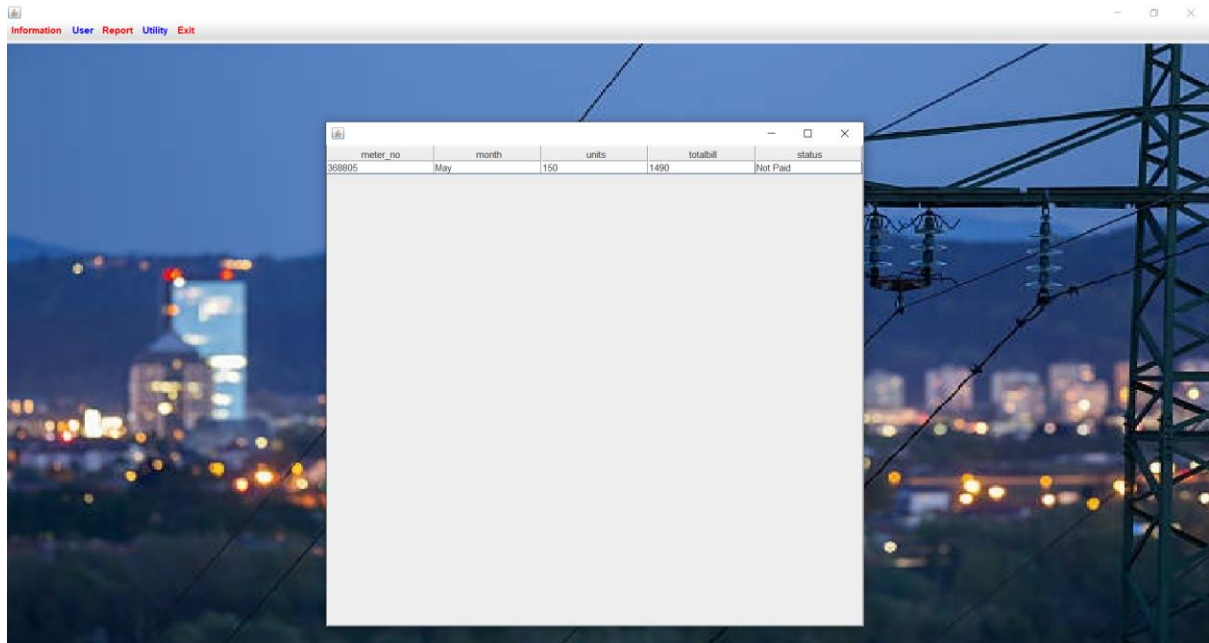 Information User Report Utility Exit
meter_no month units totalbill status
368805 May 150 1490 Not Paid